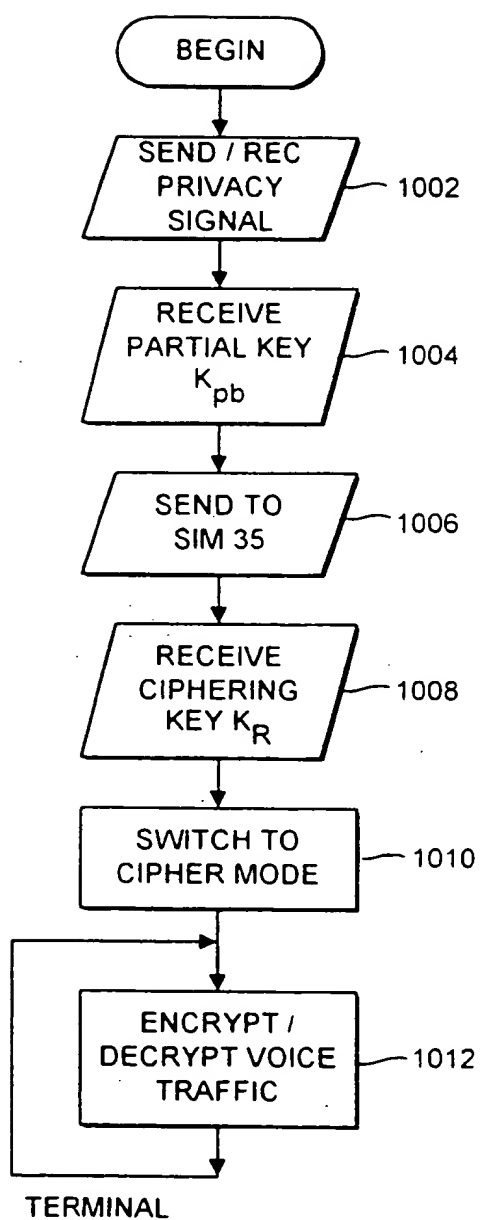 BEGIN
SEND / REC
PRIVACY
SIGNAL
1002
RECEIVE
PARTIAL KEY
Kpb
1004
SEND TO
SIM 35
1006
RECEIVE
CIPHERING
KEY KR
1008
SWITCH TO
CIPHER MODE
1010
ENCRYPT /
DECRYPT VOICE
TRAFFIC
1012
TERMINAL